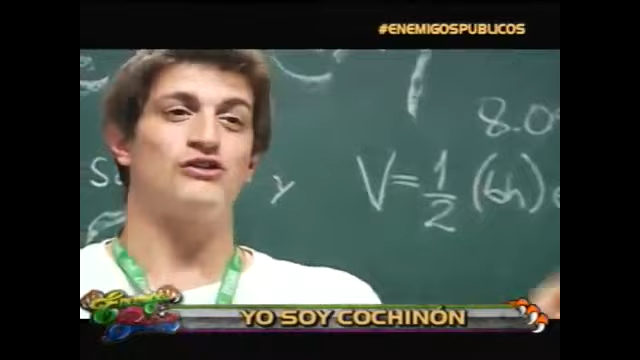 #ENEMIGOSPUBLICOS
8.0
V=1/2 (bh)
y
YO SOY COCHINÓN